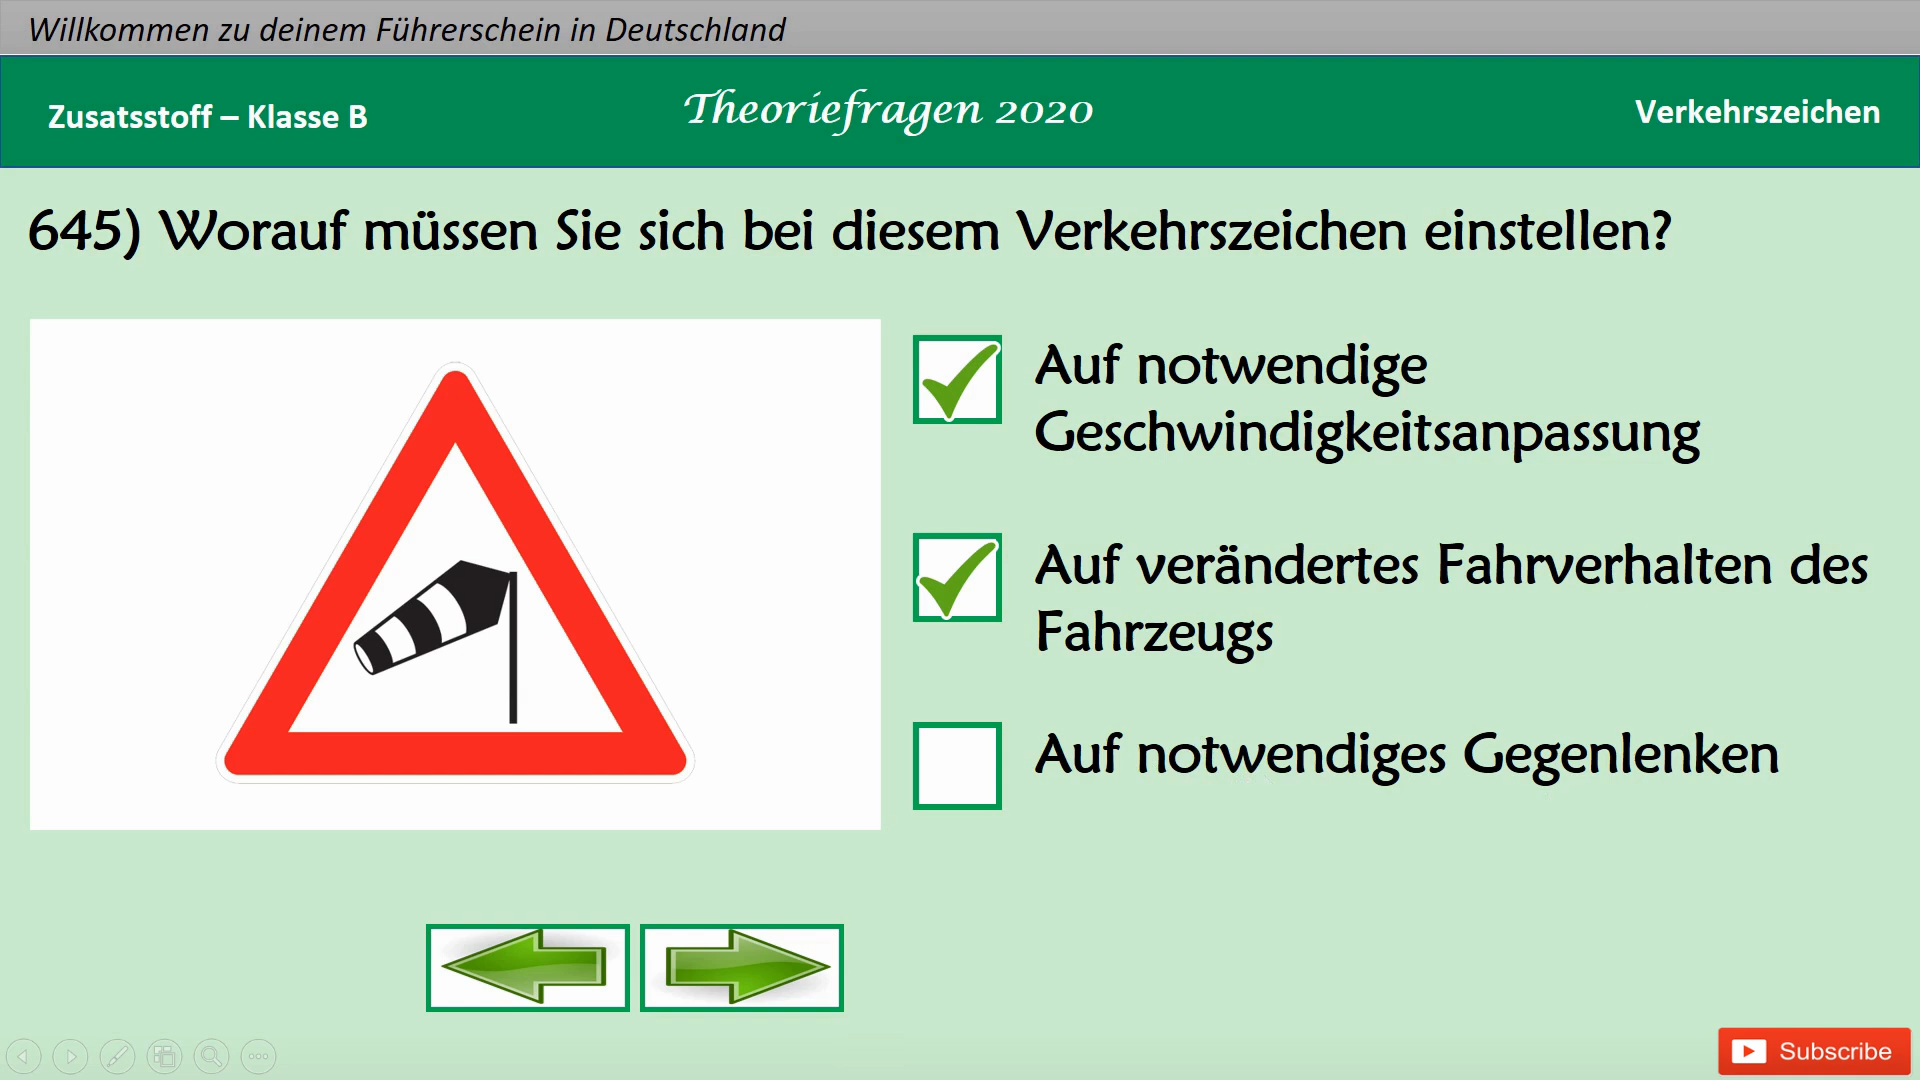 Willkommen zu deinem Führerschein in Deutschland
Zusatsstoff – Klasse B
Theoriefragen 2020
Verkehrszeichen
645) Worauf müssen Sie sich bei diesem Verkehrszeichen einstellen?
Auf notwendige
Geschwindigkeitsanpassung
Auf verändertes Fahrverhalten des
Fahrzeugs
Auf notwendiges Gegenlenken
Subscribe